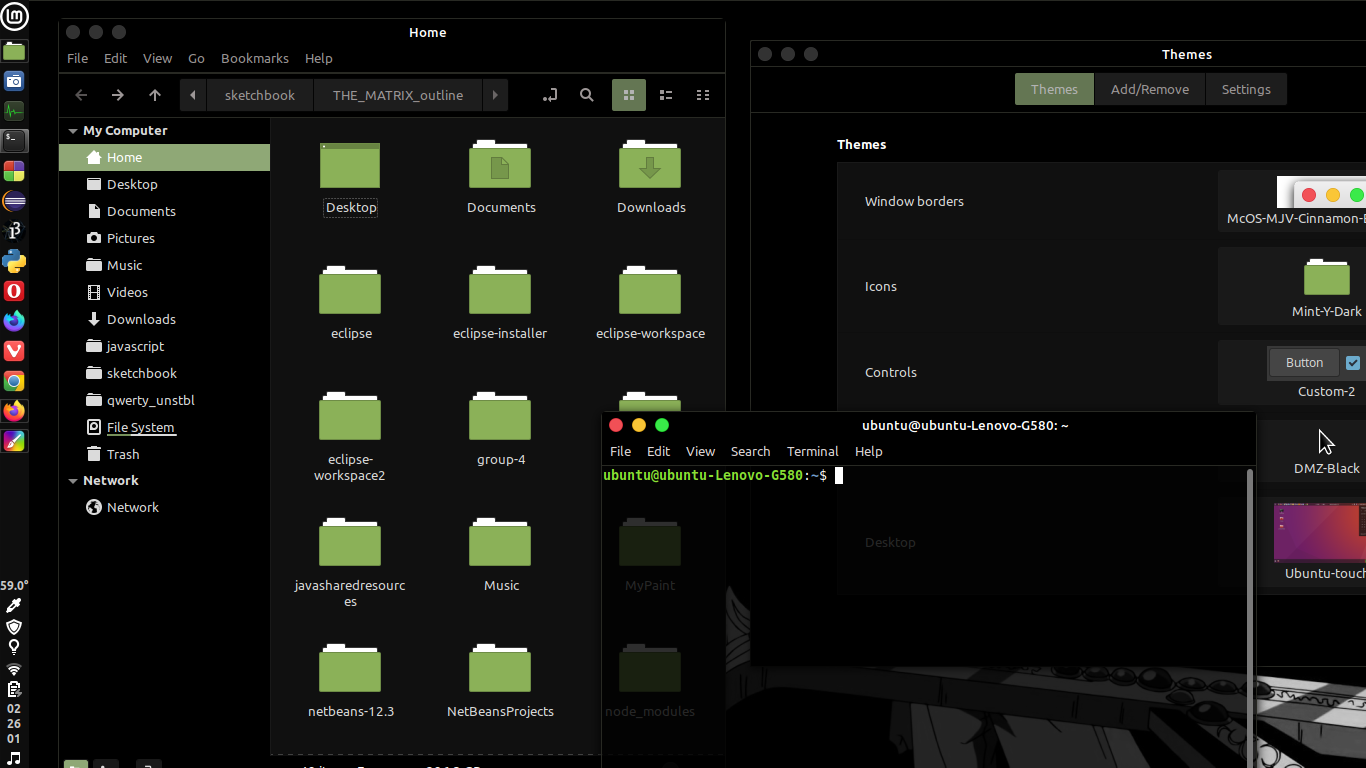 Home
File Edit View Go Bookmarks Help
sketchbook THE_MATRIX_outline
My Computer
Home
Desktop
Documents
Pictures
Music
Videos
Downloads
javascript
sketchbook
qwerty_unstbl
File System
Trash
Network
Network
Desktop Documents Downloads
eclipse eclipse-installer eclipse-workspace
eclipse-
workspace2
group-4
javasharedresourc
es
Music
MyPaint
netbeans-12.3 NetBeansProjects node_modules
Themes
Themes Add/Remove Settings
Themes
Window borders
McOS-MJV-Cinnamon-
Icons
Mint-Y-Dark
Controls
Button
Custom-2
DMZ-Black
Desktop
Ubuntu-touch
ubuntu@ubuntu-Lenovo-G580: ~
File Edit View Search Terminal Help
ubuntu@ubuntu-Lenovo-G580:~$
59.0°
02
26
01